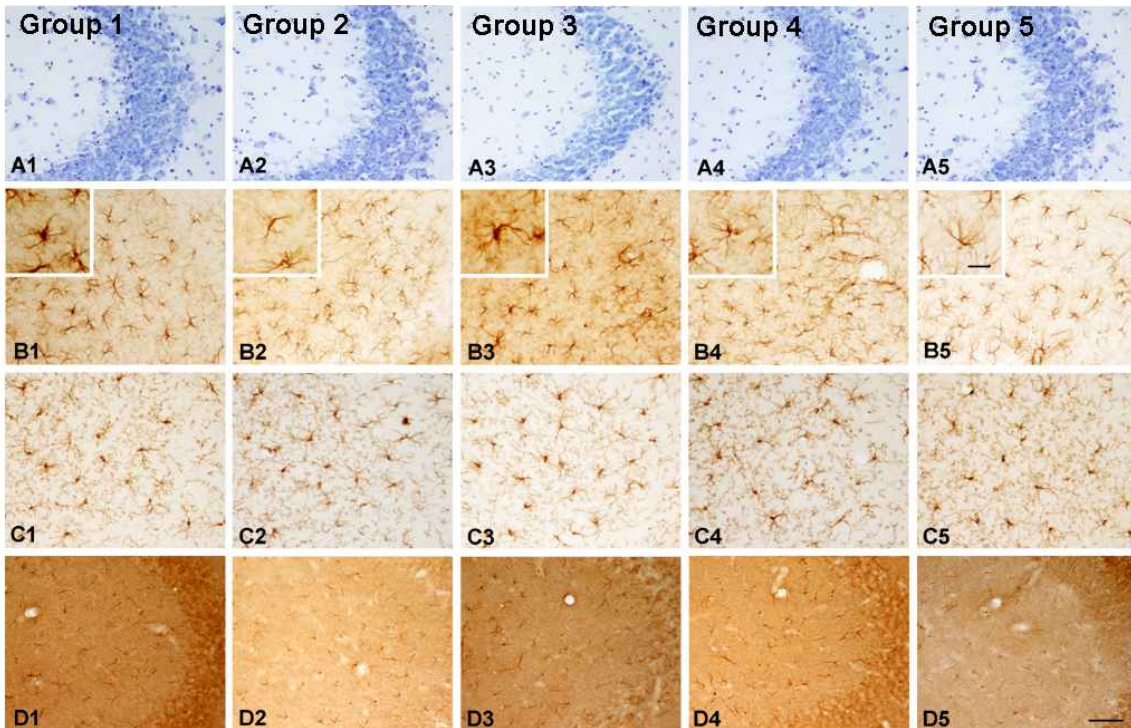 Group 1 Group 2 Group 3 Group 4 Group 5
A1 A2 A3 A4 A5
B1 B2 B3 B4 B5
C1 C2 C3 C4 C5
D1 D2 D3 D4 D5